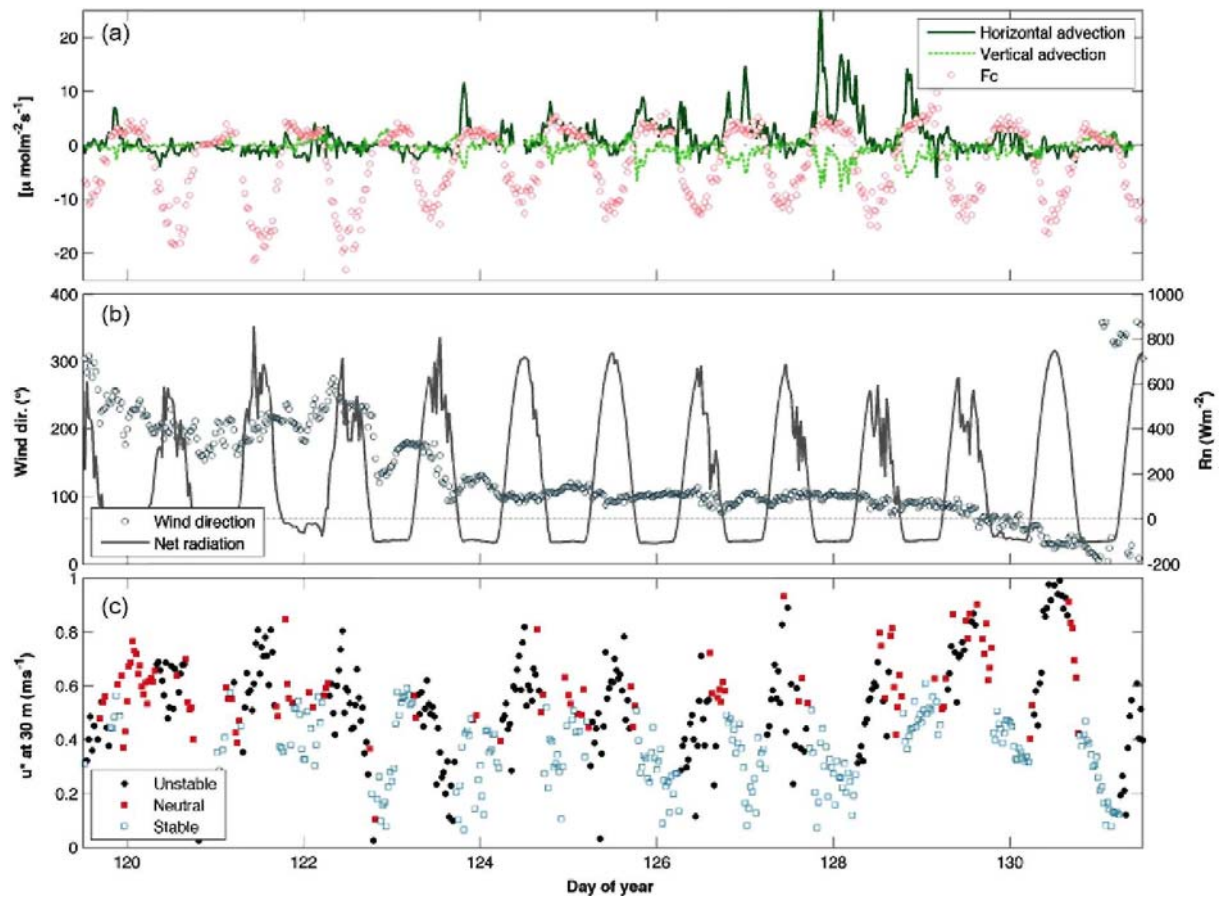 (a)
Horizontal advection
Vertical advection
Fc
[μ molm-2s-1]
20
10
0
-10
-20
(b)
Wind dir. (°)
400
300
200
100
0
1000
800
600
400
200
0
-200
Rn (Wm-2)
Wind direction
Net radiation
(c)
u* at 30 m (ms-1)
1
0.8
0.6
0.4
0.2
0
Unstable
Neutral
Stable
120 122 124 126 128 130
Day of year